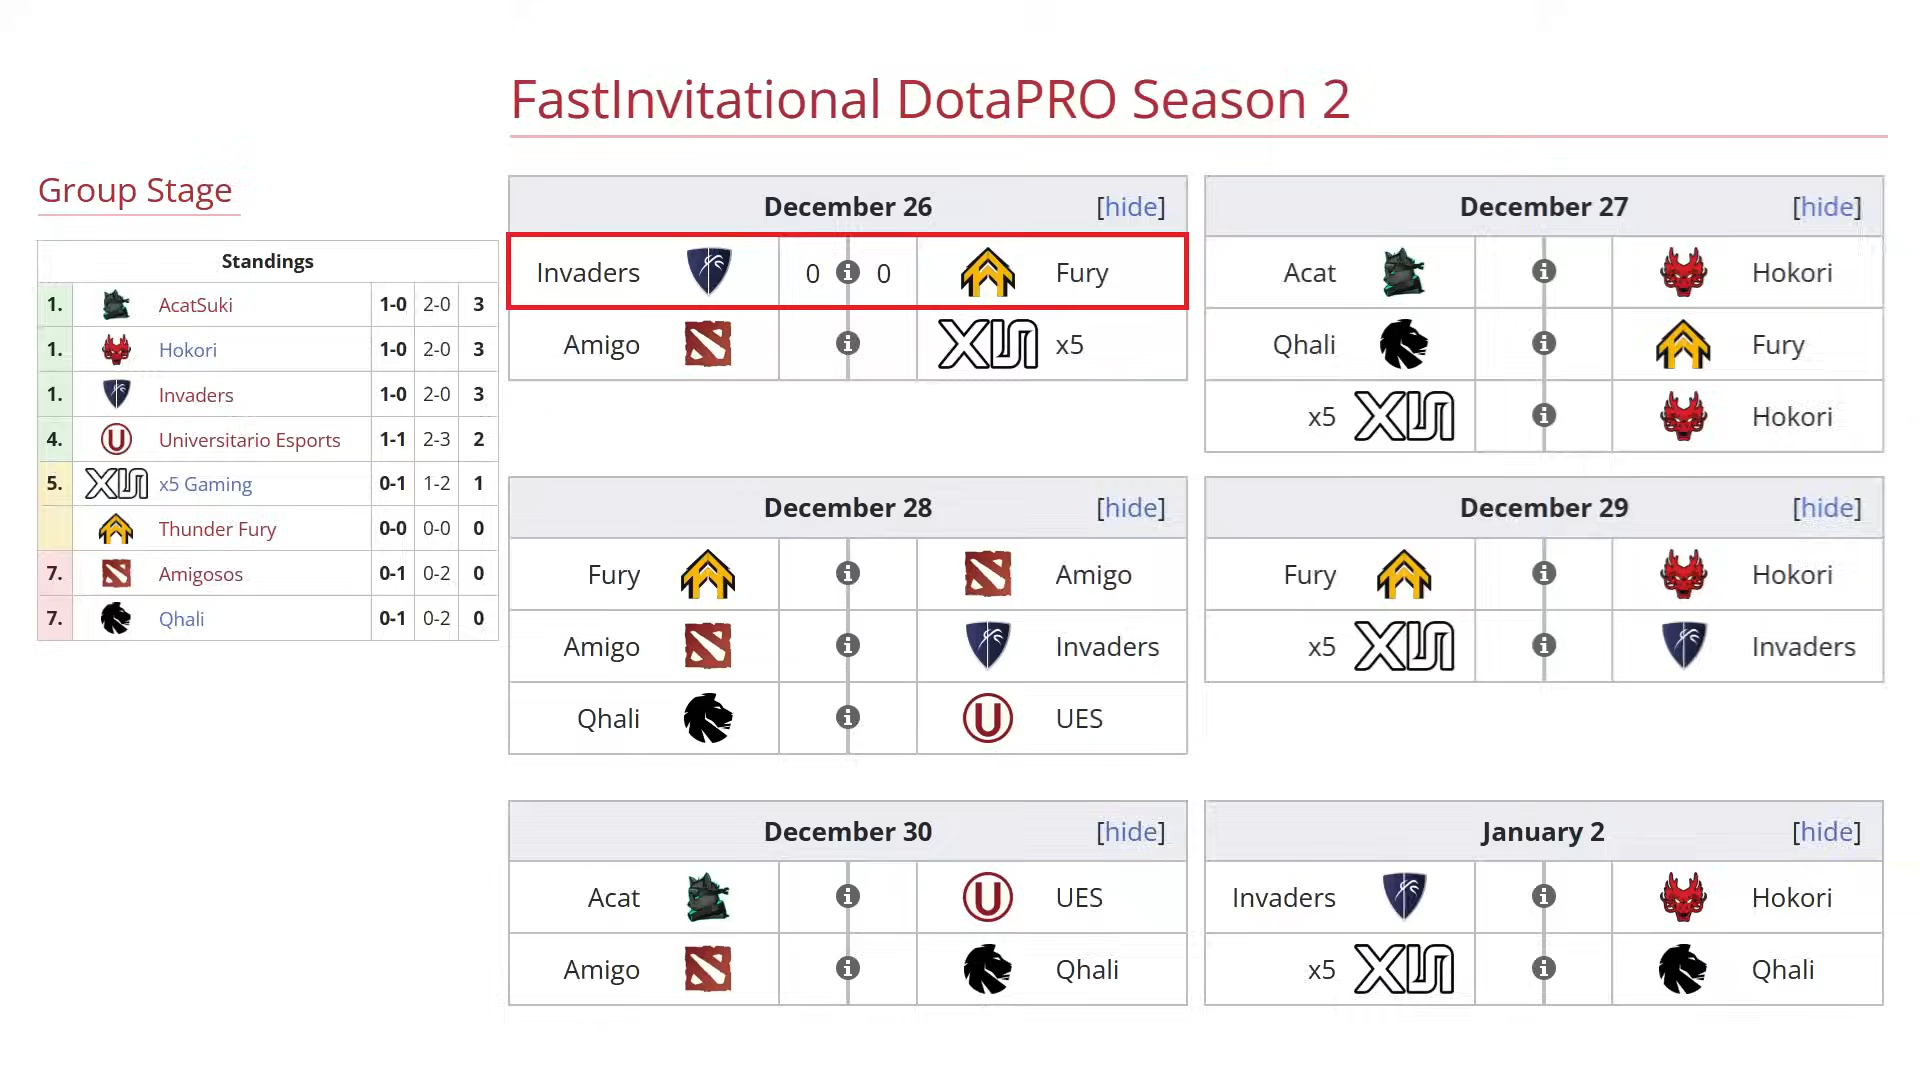 FastInvitational DotaPRO Season 2
Group Stage
Standings
1. AcatSuki 1-0 2-0 3
1. Hokori 1-0 2-0 3
1. Invaders 1-0 2-0 3
4. U Universitario Esports 1-1 2-3 2
5. x5 Gaming 0-1 1-2 1
Thunder Fury 0-0 0-0 0
7. Amigosos 0-1 0-2 0
7. Qhali 0-1 0-2 0
December 26 [hide]
Invaders 0 i 0 Fury
Amigo i x5
December 27 [hide]
Acat i Hokori
Qhali i Fury
x5 i Hokori
December 28 [hide]
Fury i Amigo
Amigo i Invaders
Qhali i U UES
December 29 [hide]
Fury i Hokori
x5 i Invaders
December 30 [hide]
Acat i U UES
Amigo i Qhali
January 2 [hide]
Invaders i Hokori
x5 i Qhali